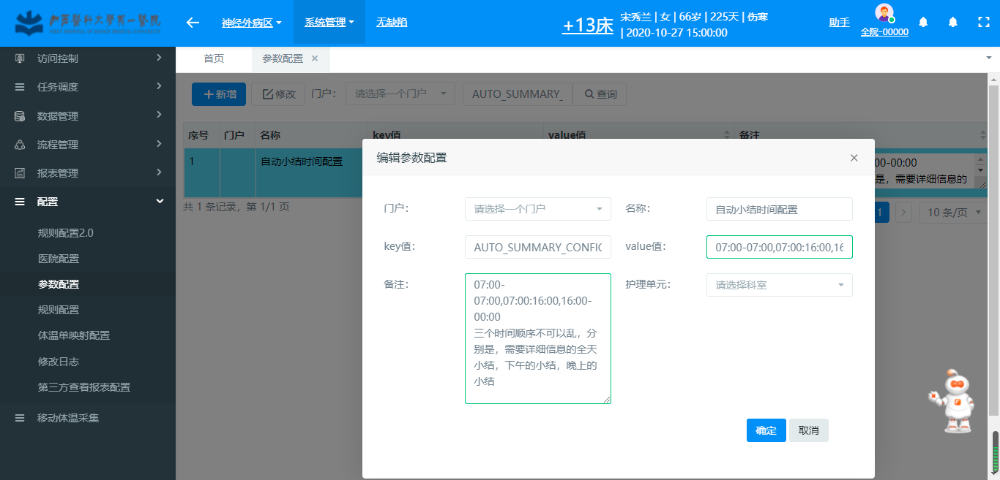 神经外病区
系统管理
无缺陷
+13床
宋秀兰 | 女 | 66岁 | 225天 | 伤寒
| 2020-10-27 15:00:00
助手
全院-00000
访问控制
任务调度
数据管理
流程管理
报表管理
配置
规则配置2.0
医院配置
参数配置
规则配置
体温单映射配置
修改日志
第三方查看报表配置
移动体温采集
首页
参数配置
新增
修改
门户：
请选择一个门户
AUTO_SUMMARY_
查询
序号 门户 名称 key值 value值 备注
1 自动小结时间配置
00-00:00
是，需要详细信息的
共 1 条记录，第 1/1 页
1
10 条/页
编辑参数配置
门户：
请选择一个门户
名称：
自动小结时间配置
key值：
AUTO_SUMMARY_CONFIG
value值：
07:00-07:00,07:00:16:00,16
备注：
07:00-
07:00,07:00:16:00,16:00-
00:00
三个时间顺序不可以乱，分
别是，需要详细信息的全天
小结，下午的小结，晚上的
小结
护理单元：
请选择科室
确定
取消